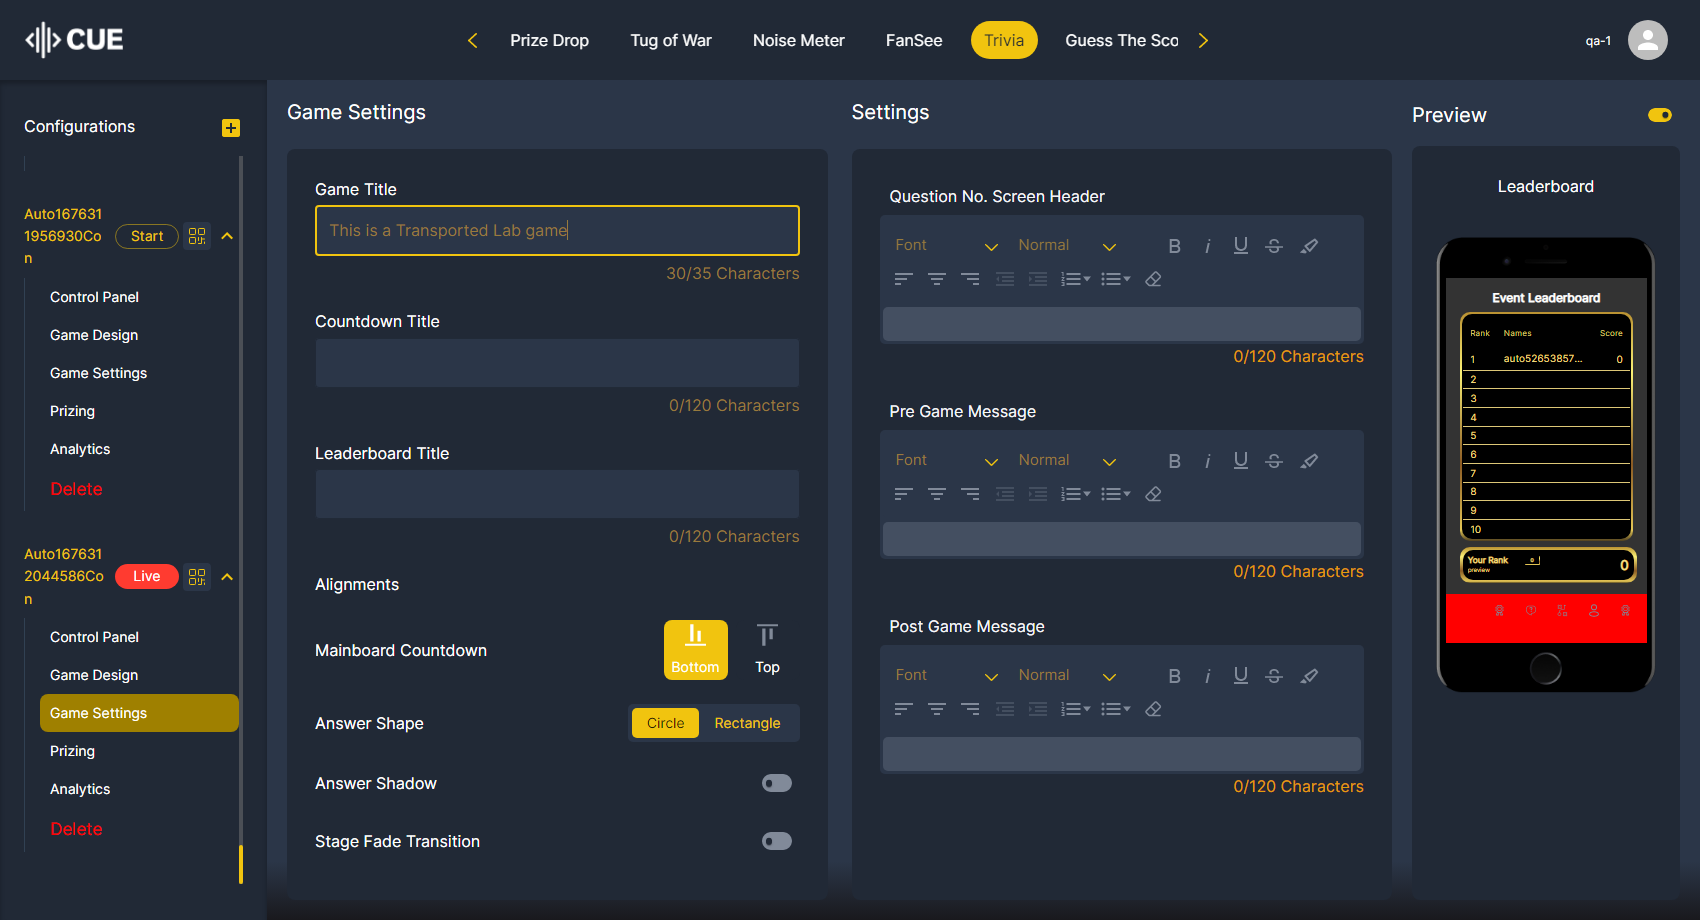 CUE
Prize Drop
Tug of War
Noise Meter
FanSee
Trivia
Guess The Sco
qa-1
Configurations
Auto167631
1956930Co
n
Start
Control Panel
Game Design
Game Settings
Prizing
Analytics
Delete
Auto167631
2044586Co
n
Live
Control Panel
Game Design
Game Settings
Prizing
Analytics
Delete
Game Settings
Game Title
This is a Transported Lab game
30/35 Characters
Countdown Title
0/120 Characters
Leaderboard Title
0/120 Characters
Alignments
Mainboard Countdown
Bottom
Top
Answer Shape
Circle
Rectangle
Answer Shadow
Stage Fade Transition
Settings
Question No. Screen Header
Font
Normal
B i U S
0/120 Characters
Pre Game Message
Font
Normal
B i U S
0/120 Characters
Post Game Message
Font
Normal
B i U S
0/120 Characters
Preview
Leaderboard
Event Leaderboard
Rank Names Score
1 auto52653857... 0
2
3
4
5
6
7
8
9
10
Your Rank
preview
0
0